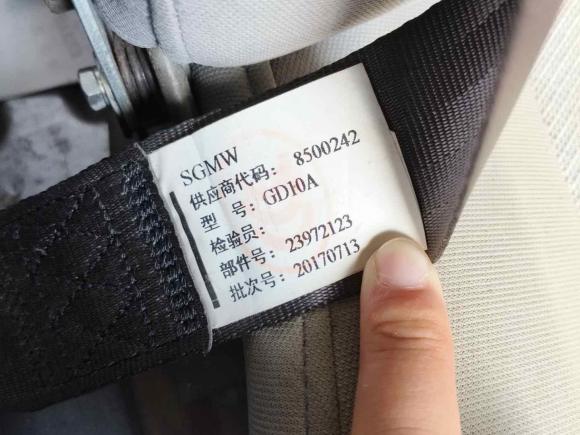 SGMW
供应商代码: 8500242
型 号: GD10A
检验员:
部件号: 23972123
批次号: 20170713